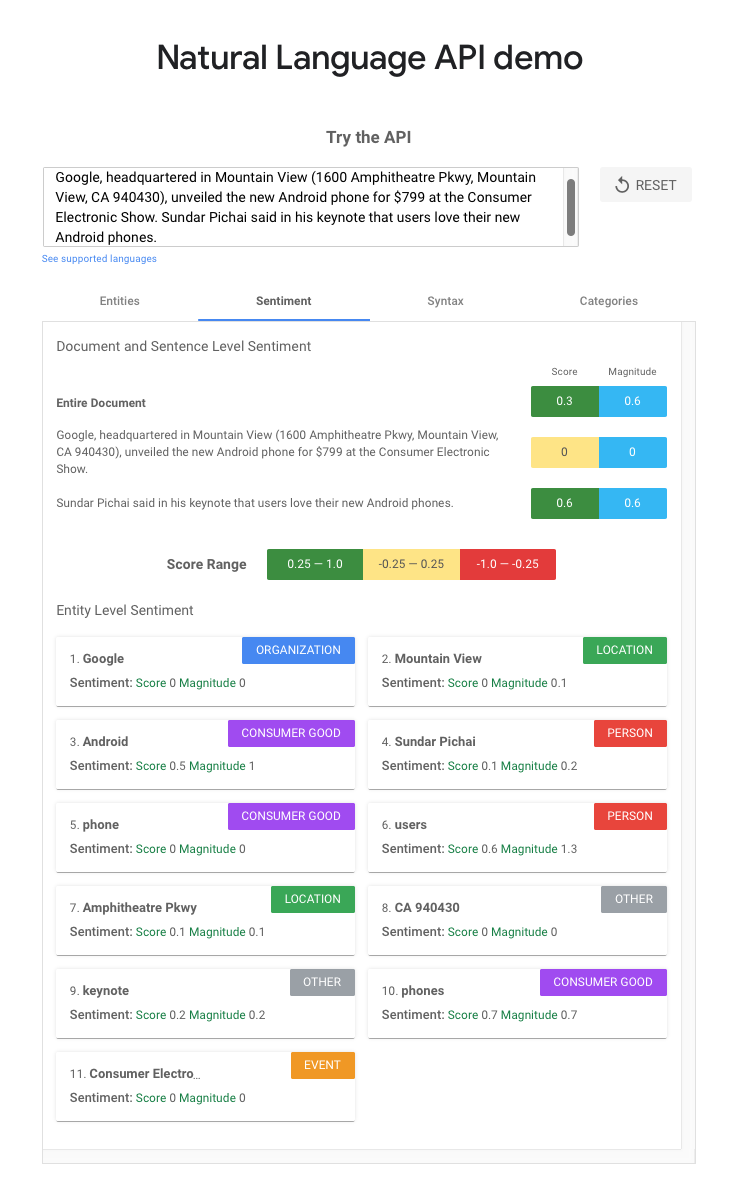 Natural Language API demo
Try the API
Google, headquartered in Mountain View (1600 Amphitheatre Pkwy, Mountain
View, CA 940430), unveiled the new Android phone for $799 at the Consumer
Electronic Show. Sundar Pichai said in his keynote that users love their new
Android phones.
RESET
See supported languages
Entities Sentiment Syntax Categories
Document and Sentence Level Sentiment
Score Magnitude
Entire Document 0.3 0.6
Google, headquartered in Mountain View (1600 Amphitheatre Pkwy, Mountain View,
CA 940430), unveiled the new Android phone for $799 at the Consumer Electronic
Show.
0 0
Sundar Pichai said in his keynote that users love their new Android phones. 0.6 0.6
Score Range 0.25 — 1.0 -0.25 — 0.25 -1.0 — -0.25
Entity Level Sentiment
ORGANIZATION
1. Google
Sentiment: Score 0 Magnitude 0
LOCATION
2. Mountain View
Sentiment: Score 0 Magnitude 0.1
CONSUMER GOOD
3. Android
Sentiment: Score 0.5 Magnitude 1
PERSON
4. Sundar Pichai
Sentiment: Score 0.1 Magnitude 0.2
CONSUMER GOOD
5. phone
Sentiment: Score 0 Magnitude 0
PERSON
6. users
Sentiment: Score 0.6 Magnitude 1.3
LOCATION
7. Amphitheatre Pkwy
Sentiment: Score 0.1 Magnitude 0.1
OTHER
8. CA 940430
Sentiment: Score 0 Magnitude 0
OTHER
9. keynote
Sentiment: Score 0.2 Magnitude 0.2
CONSUMER GOOD
10. phones
Sentiment: Score 0.7 Magnitude 0.7
EVENT
11. Consumer Electro...
Sentiment: Score 0 Magnitude 0